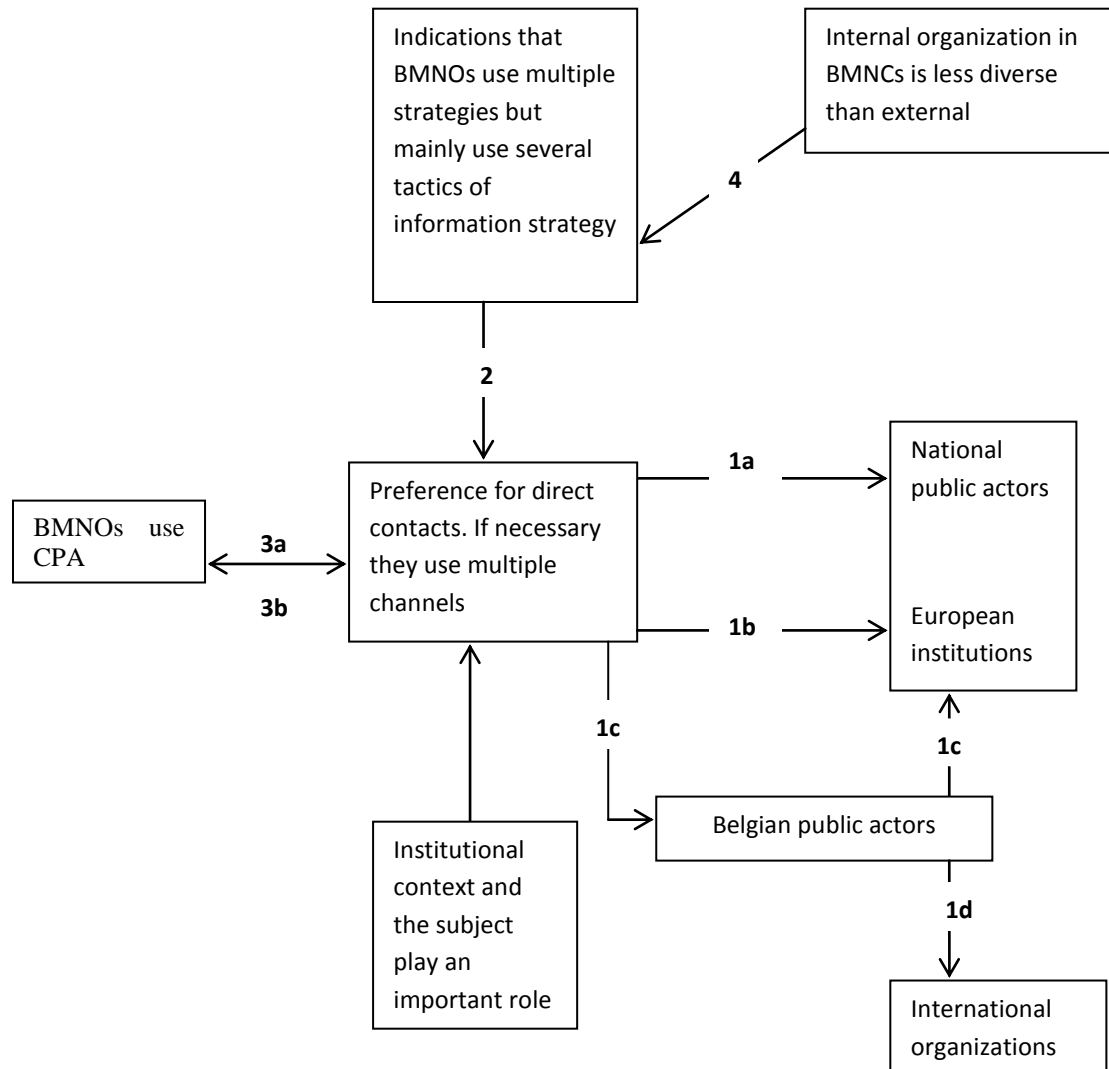 Indications that
BMNOs use multiple
strategies but
mainly use several
tactics of
information strategy
Internal organization in
BMNCs is less diverse
than external
4
2
BMNOs use
CPA
3a
3b
Preference for direct
contacts. If necessary
they use multiple
channels
1a
1b
National
public actors
European
institutions
1c
1c
Belgian public actors
1d
Institutional
context and
the subject
play an
important role
International
organizations